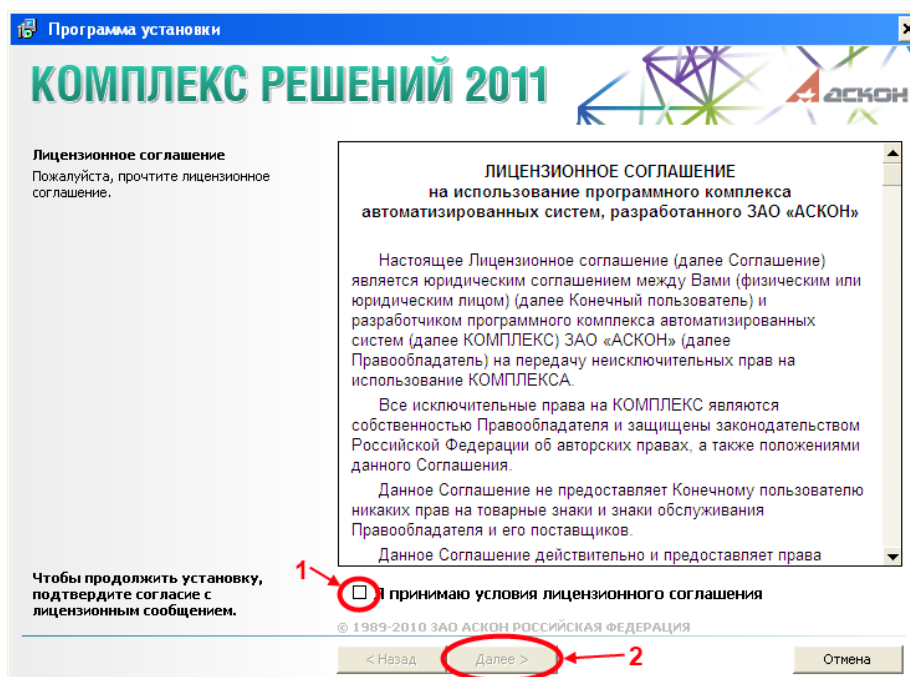 Программа установки
КОМПЛЕКС РЕШЕНИЙ 2011
АСКОН
Лицензионное соглашение
Пожалуйста, прочтите лицензионное
соглашение.
ЛИЦЕНЗИОННОЕ СОГЛАШЕНИЕ
на использование программного комплекса
автоматизированных систем, разработанного ЗАО «АСКОН»
Настоящее Лицензионное соглашение (далее Соглашение)
является юридическим соглашением между Вами (физическим или
юридическим лицом) (далее Конечный пользователь) и
разработчиком программного комплекса автоматизированных
систем (далее КОМПЛЕКС) ЗАО «АСКОН» (далее
Правообладатель) на передачу неисключительных прав на
использование КОМПЛЕКСА.
Все исключительные права на КОМПЛЕКС являются
собственностью Правообладателя и защищены законодательством
Российской Федерации об авторских правах, а также положениями
данного Соглашения.
Данное Соглашение не предоставляет Конечному пользователю
никаких прав на товарные знаки и знаки обслуживания
Правообладателя и его поставщиков.
Данное Соглашение действительно и предоставляет права
Чтобы продолжить установку,
подтвердите согласие с
лицензионным сообщением.
1
Я принимаю условия лицензионного соглашения
© 1989-2010 ЗАО АСКОН РОССИЙСКАЯ ФЕДЕРАЦИЯ
< Назад
Далее >
2
Отмена